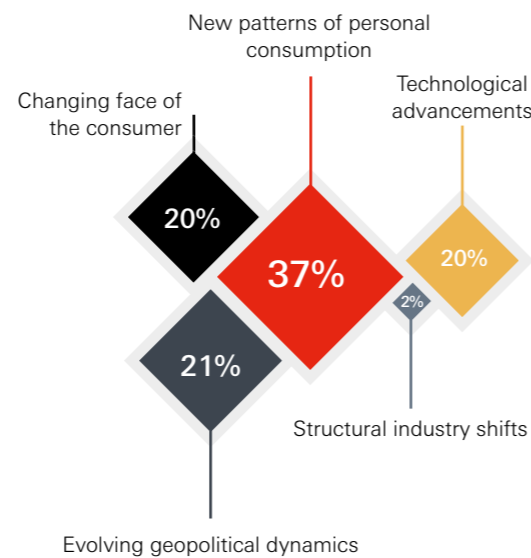 New patterns of personal
consumption
Technological
advancements
Changing face of
the consumer
20%
37%
20%
2%
21%
Structural industry shifts
Evolving geopolitical dynamics